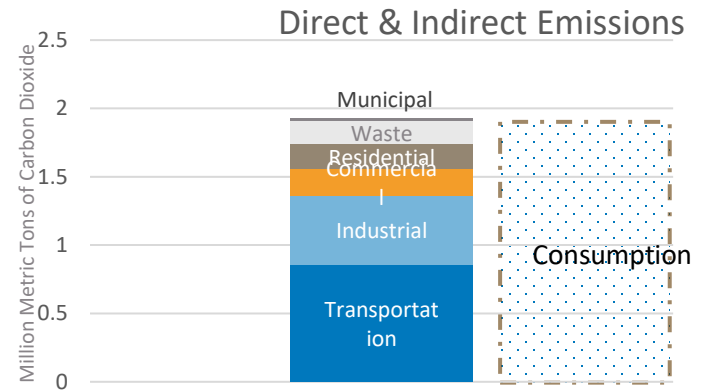 Direct & Indirect Emissions
Million Metric Tons of Carbon Dioxide
2.5
2
1.5
1
0.5
0
Municipal
Waste
Residential
Commercia
l
Industrial
Transportat
ion
Consumption